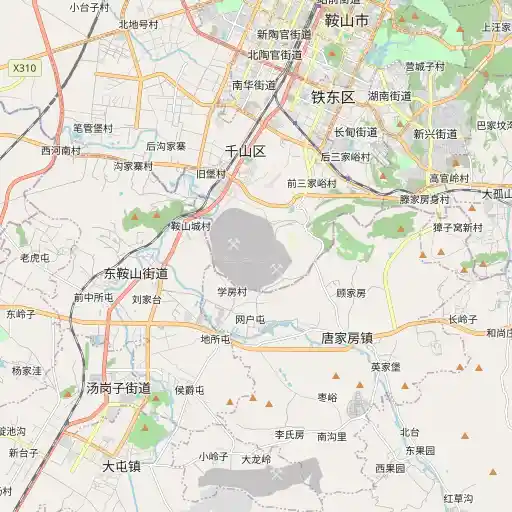 小台子村
北地号村
鞍山市
上汪家
新陶官街道
北陶官街道
X310
营城子村
南华街道
铁东区
湖南街道
笔管堡村
长甸街道
新兴街道
巴家坟沟
西河南村
后沟家寨
千山区
后三家峪村
沟家寨村
旧堡村
前三家峪村
高官岭村
大孤山
滕家房身村
鞍山城村
獐子窝新村
老虎屯
东鞍山街道
学房村
顾家房
前中所屯
刘家台
东岭子
网户屯
长岭子
和尚庄
地所屯
唐家房镇
杨家洼
英家堡
汤岗子街道
侯爵屯
枣峪
碇池沟
李氏房
南沟里
北台
新台子
东果园
小岭子
大龙岭
大屯镇
西果园
红草沟